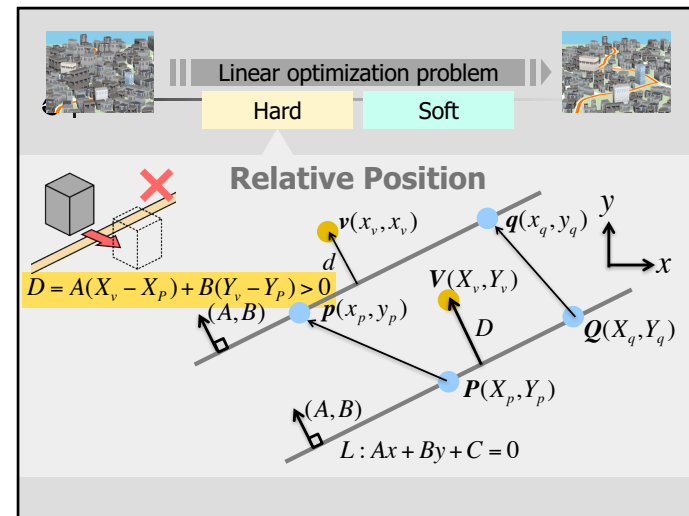 Linear optimization problem
Hard
Soft
Relative Position
v(x_v, x_v)
q(x_q, y_q)
y
x
d
V(X_v, Y_v)
D = A(X_v − X_P) + B(Y_v − Y_P) > 0
(A, B)
p(x_p, y_p)
D
Q(X_q, Y_q)
P(X_p, Y_p)
(A, B)
L : Ax + By + C = 0